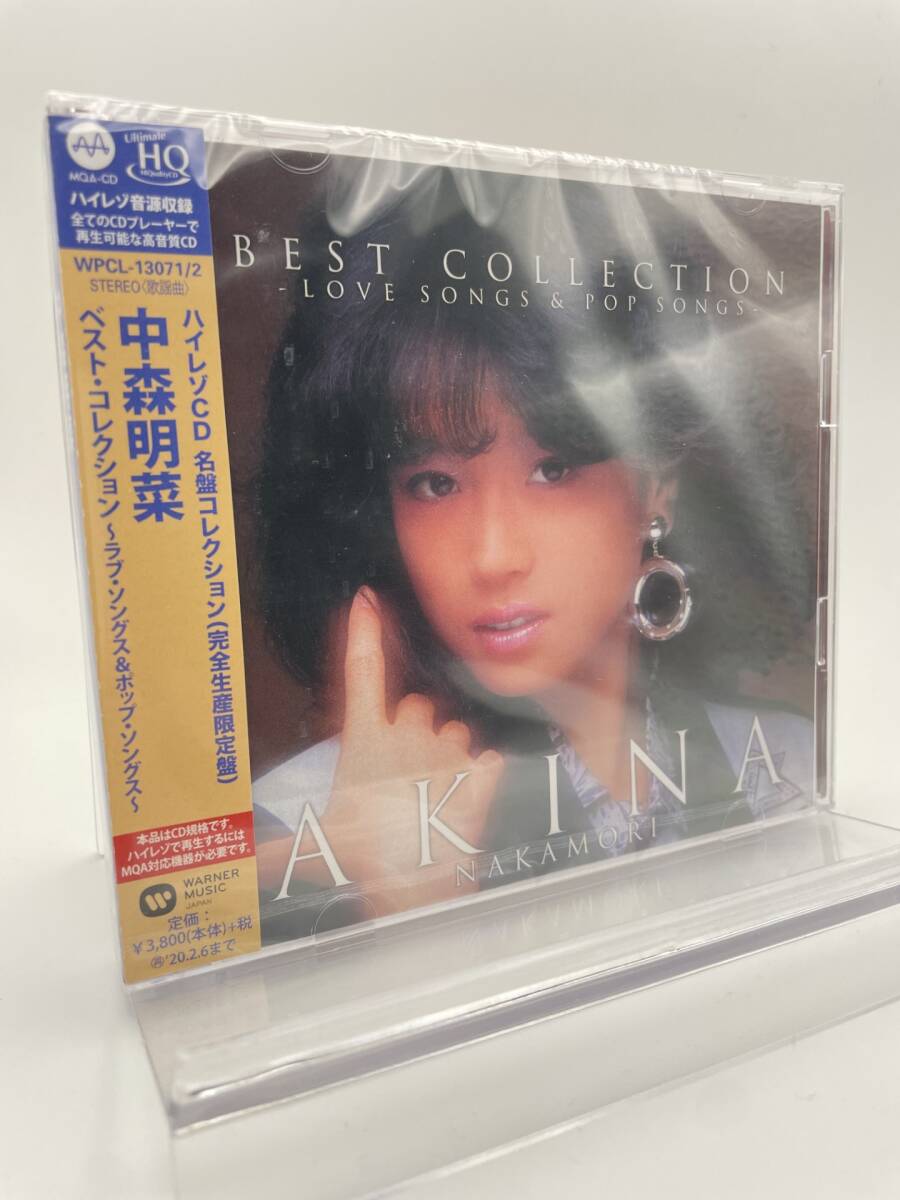 MQA-CD
Ultimate
HQ
HiQualityCD
ハイレゾ音源収録
全てのCDプレーヤーで
再生可能な高音質CD
WPCL-13071/2
STEREO〈歌謡曲〉
ハイレゾCD 名盤コレクション(完全生産限定盤)
中森明菜
ベスト・コレクション 〜ラブ・ソングス&ポップ・ソングス〜
本品はCD規格です。
ハイレゾで再生するには
MQA対応機器が必要です。
WARNER
MUSIC
JAPAN
定価:
¥3,800(本体)+税
㋰'20.2.6まで
BEST COLLECTION
-LOVE SONGS & POP SONGS-
AKINA
NAKAMORI